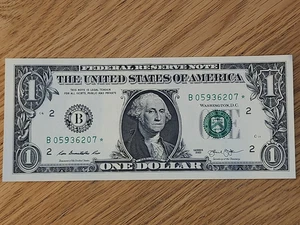 FEDERAL RESERVE NOTE
THE UNITED STATES OF AMERICA
THIS NOTE IS LEGAL TENDER
FOR ALL DEBTS, PUBLIC AND PRIVATE
WASHINGTON, D.C.
1
1
B 05936207 *
2
2
B
B 05936207 *
2
2
1
1
ONE DOLLAR